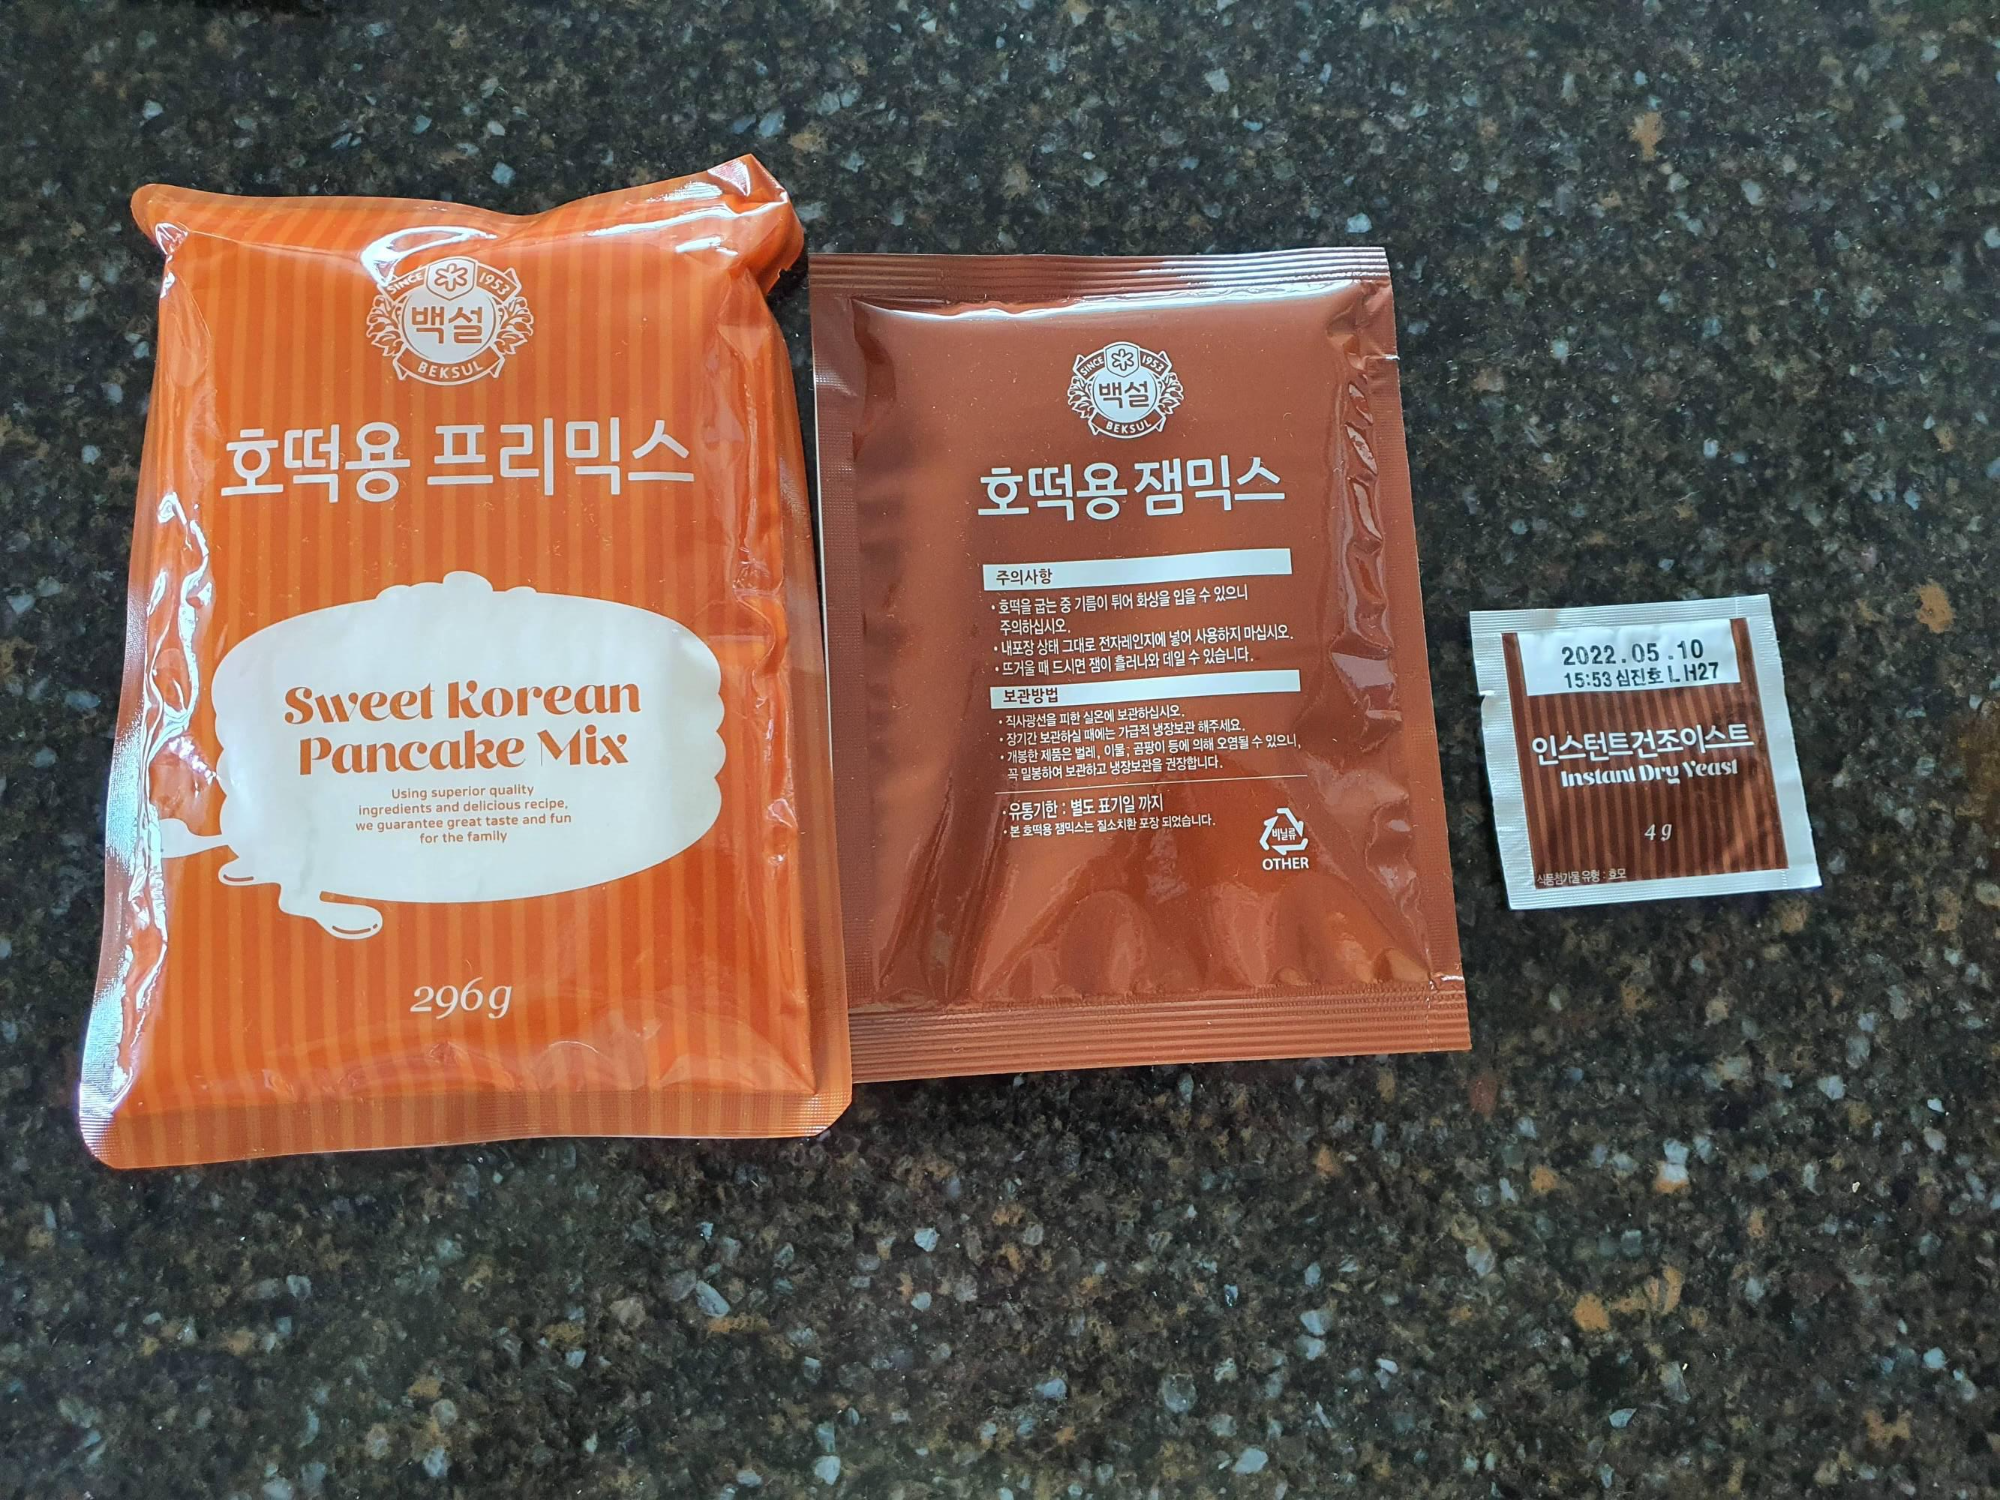 SINCE 1953
백설
BEKSUL
호떡용 프리믹스
Sweet Korean
Pancake Mix
Using superior quality
ingredients and delicious recipe,
we guarantee great taste and fun
for the family
296g
SINCE 1953
백설
BEKSUL
호떡용 잼믹스
주의사항
• 호떡을 굽는 중 기름이 튀어 화상을 입을 수 있으니
주의하십시오.
• 내포장 상태 그대로 전자레인지에 넣어 사용하지 마십시오.
• 뜨거울 때 드시면 잼이 흘러나와 데일 수 있습니다.
보관방법
• 직사광선을 피한 실온에 보관하십시오.
• 장기간 보관하실 때에는 가급적 냉장보관 해주세요.
• 개봉한 제품은 벌레, 이물, 곰팡이 등에 의해 오염될 수 있으니,
꼭 밀봉하여 보관하고 냉장보관을 권장합니다.
• 유통기한 : 별도 표기일 까지
• 본 호떡용 잼믹스는 질소치환 포장 되었습니다.
비닐류
OTHER
2022.05.10
15:53 심진호 L H27
인스턴트건조이스트
Instant Dry Yeast
4g
식품첨가물 유형 : 효모